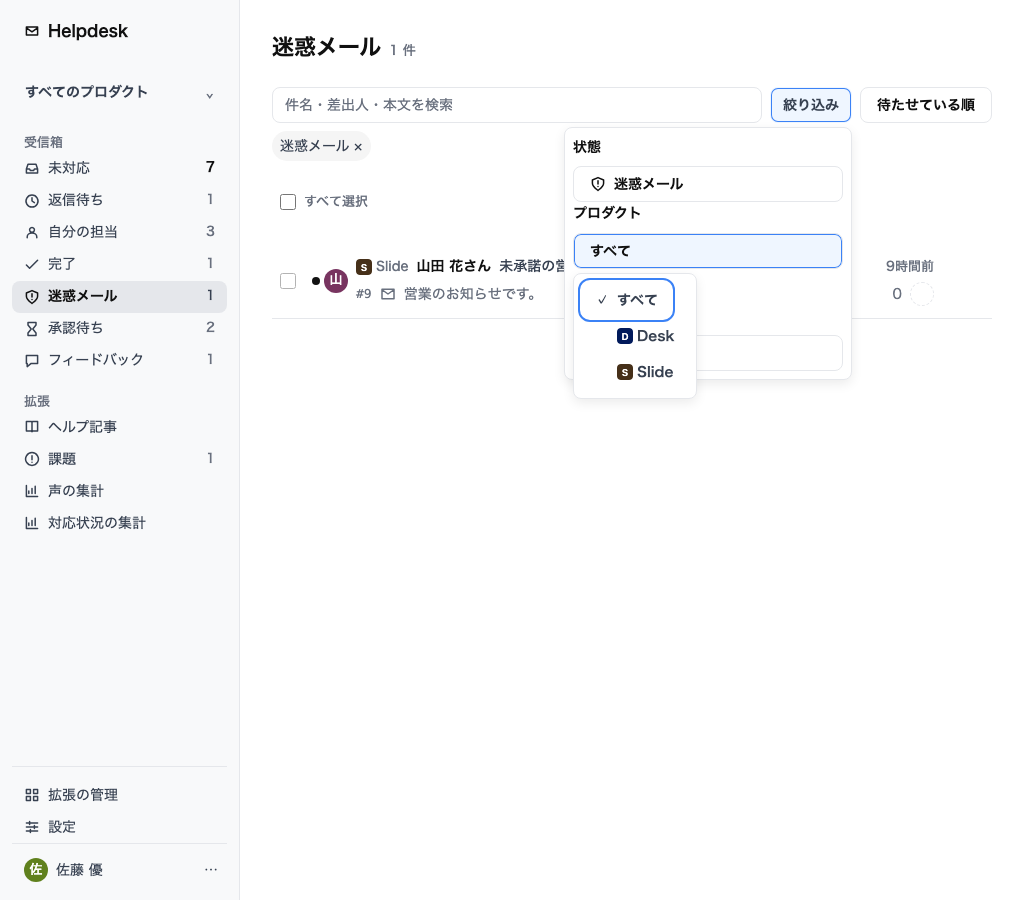 Helpdesk
すべてのプロダクト
受信箱
未対応 7
返信待ち 1
自分の担当 3
完了 1
迷惑メール 1
承認待ち 2
フィードバック 1
拡張
ヘルプ記事
課題 1
声の集計
対応状況の集計
拡張の管理
設定
佐 佐藤 優 …
迷惑メール 1 件
件名・差出人・本文を検索 絞り込み 待たせている順
迷惑メール ×
すべて選択
山 S Slide 山田 花さん 未承諾の営 9時間前
#9 営業のお知らせです。 0
状態
迷惑メール
プロダクト
すべて
✓ すべて
D Desk
S Slide